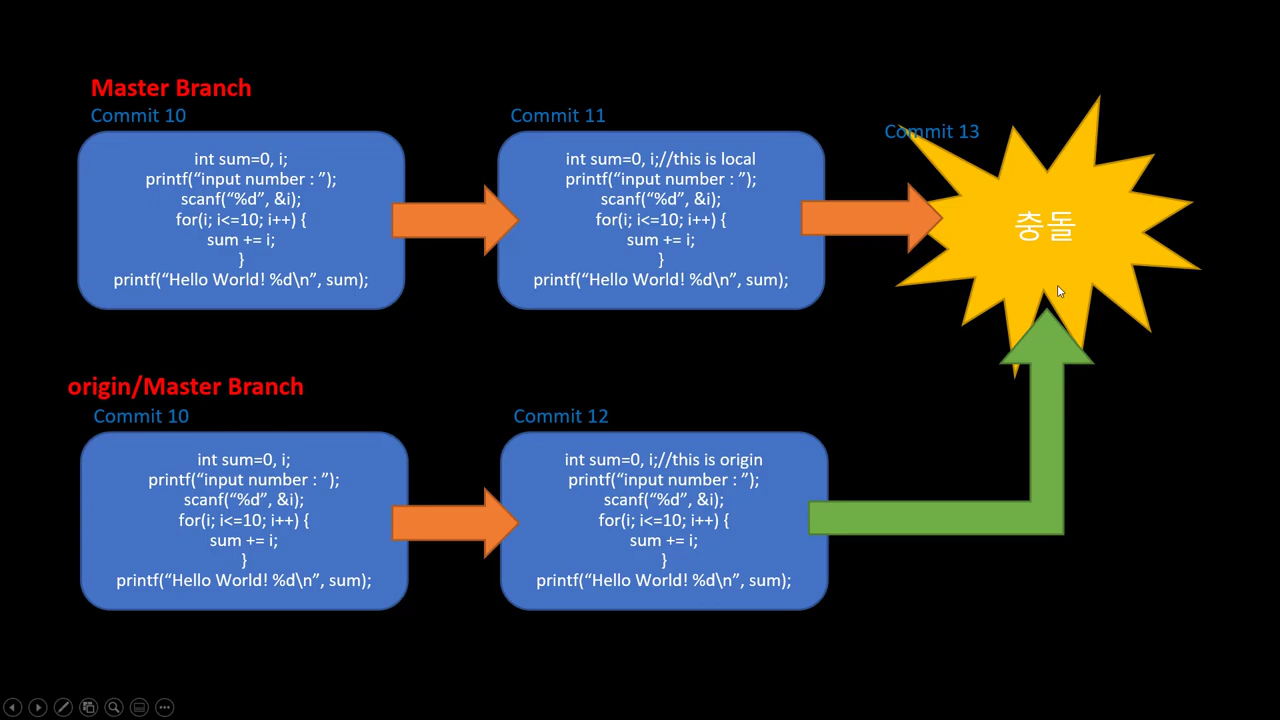 Master Branch
Commit 10
int sum=0, i;
printf(“input number : ”);
scanf(“%d”, &i);
for(i; i<=10; i++) {
sum += i;
}
printf(“Hello World! %d\n”, sum);
Commit 11
int sum=0, i;//this is local
printf(“input number : ”);
scanf(“%d”, &i);
for(i; i<=10; i++) {
sum += i;
}
printf(“Hello World! %d\n”, sum);
Commit 13
충돌
origin/Master Branch
Commit 10
int sum=0, i;
printf(“input number : ”);
scanf(“%d”, &i);
for(i; i<=10; i++) {
sum += i;
}
printf(“Hello World! %d\n”, sum);
Commit 12
int sum=0, i;//this is origin
printf(“input number : ”);
scanf(“%d”, &i);
for(i; i<=10; i++) {
sum += i;
}
printf(“Hello World! %d\n”, sum);